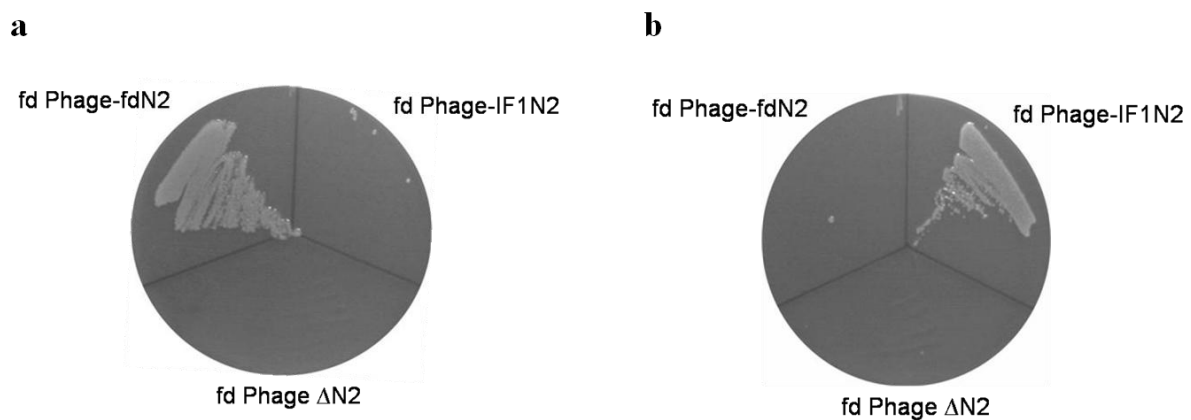 a
b
fd Phage-fdN2
fd Phage-IF1N2
fd Phage ΔN2
fd Phage-fdN2
fd Phage-IF1N2
fd Phage ΔN2